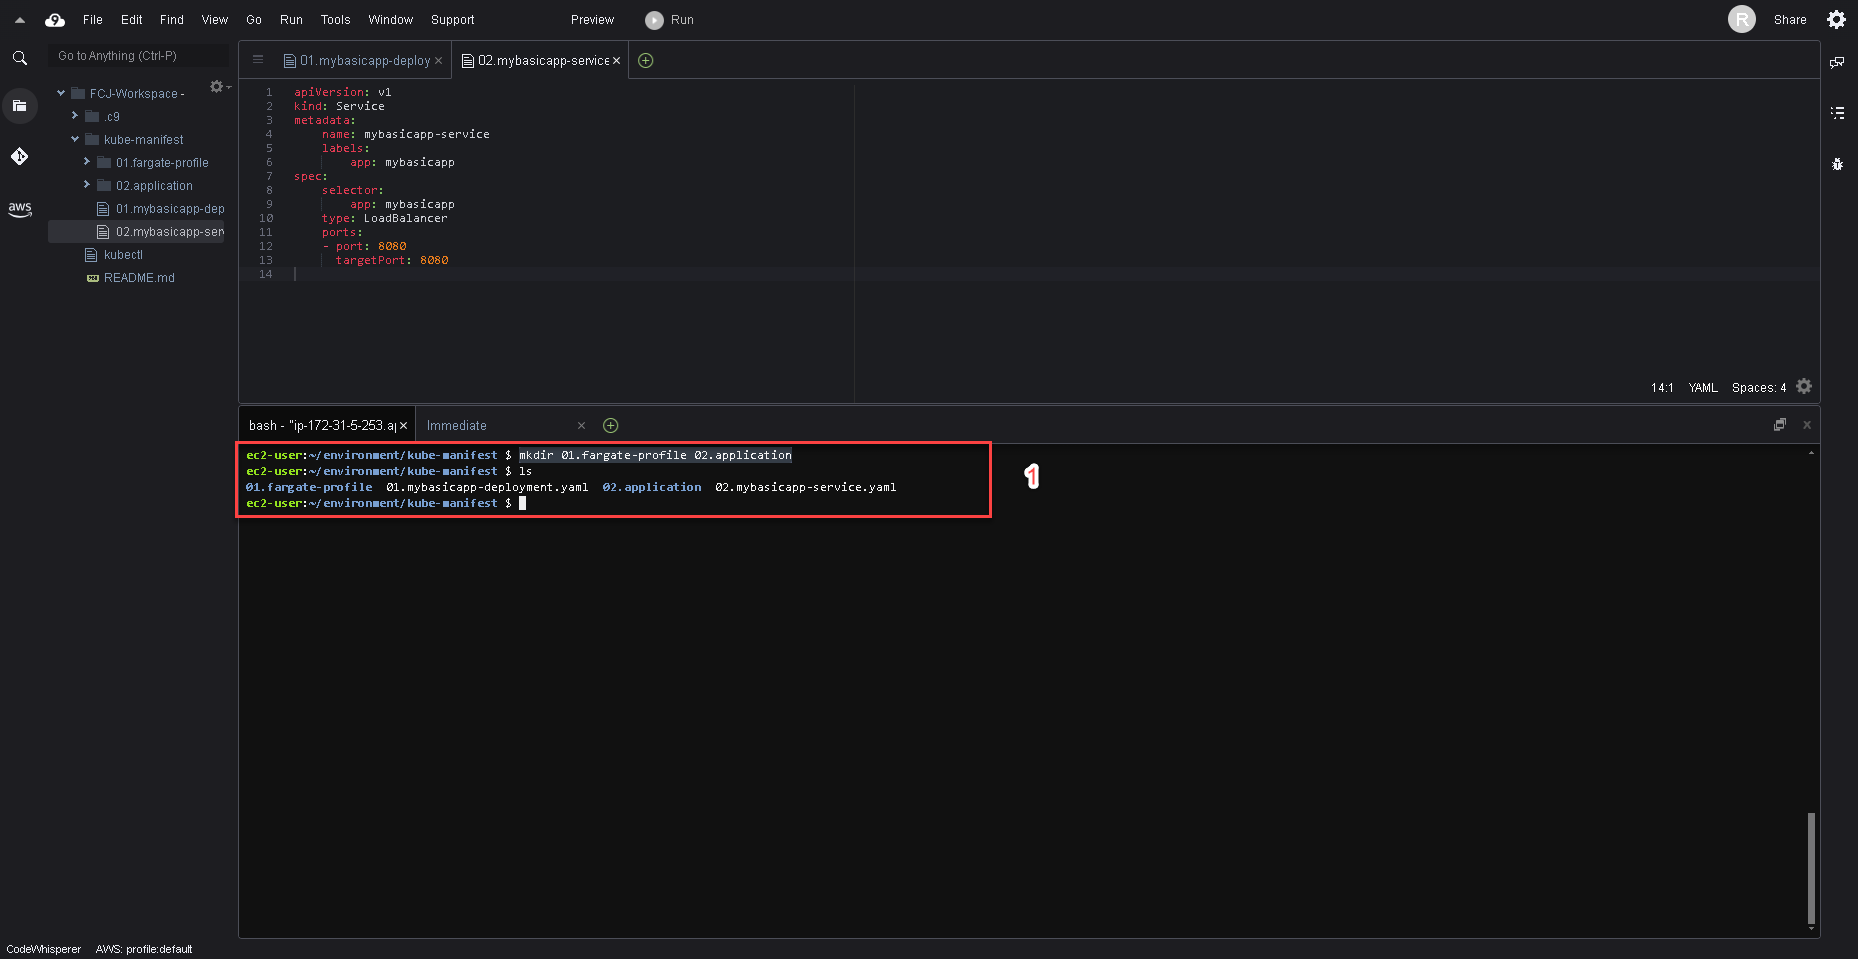 File Edit Find View Go Run Tools Window Support Preview Run R Share
Go to Anything (Ctrl-P)
FCJ-Workspace -
.c9
kube-manifest
01.fargate-profile
02.application
01.mybasicapp-dep
02.mybasicapp-serv
kubectl
README.md
aws
01.mybasicapp-deploy
02.mybasicapp-service
1 apiVersion: v1
2 kind: Service
3 metadata:
4 name: mybasicapp-service
5 labels:
6 app: mybasicapp
7 spec:
8 selector:
9 app: mybasicapp
10 type: LoadBalancer
11 ports:
12 - port: 8080
13 targetPort: 8080
14
14:1 YAML Spaces: 4
bash - "ip-172-31-5-253.ap Immediate
ec2-user:~/environment/kube-manifest $ mkdir 01.fargate-profile 02.application
ec2-user:~/environment/kube-manifest $ ls
01.fargate-profile 01.mybasicapp-deployment.yaml 02.application 02.mybasicapp-service.yaml
ec2-user:~/environment/kube-manifest $
1
CodeWhisperer AWS: profile:default